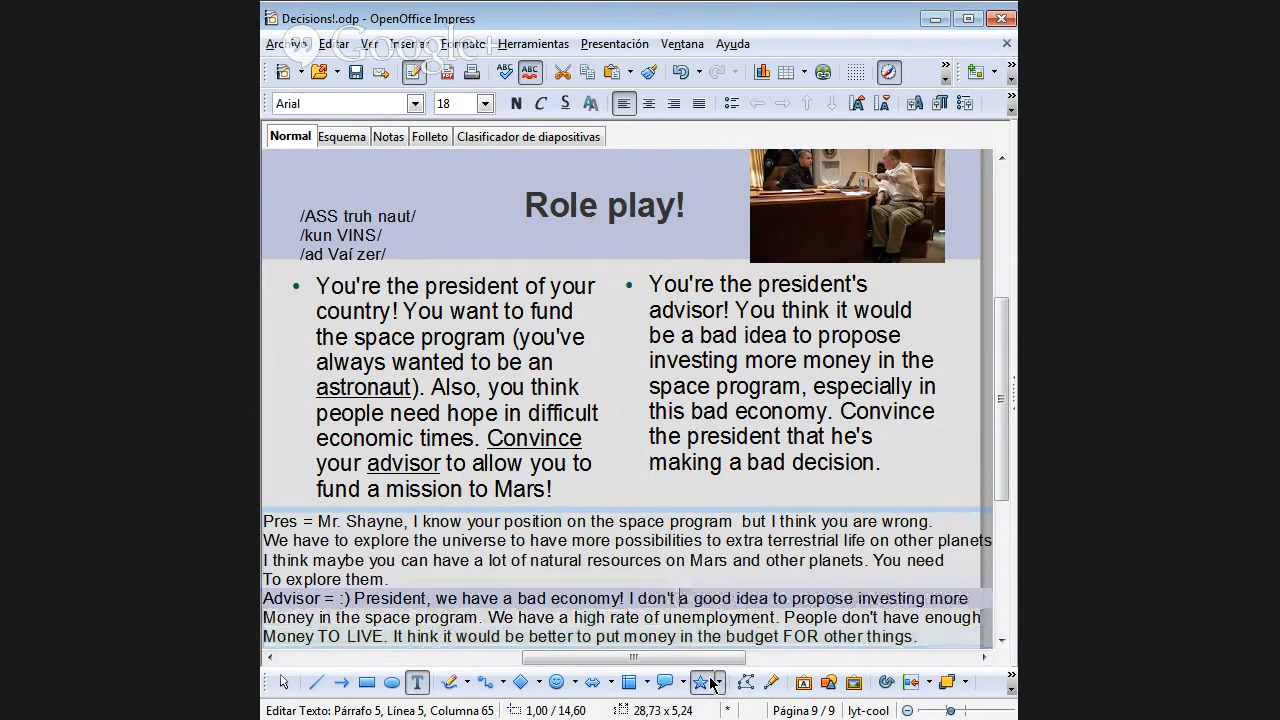 Decisions!.odp - OpenOffice Impress
Google+
Archivo Editar Ver Insertar Formato Herramientas Presentación Ventana Ayuda
Arial 18 N C S
Normal Esquema Notas Folleto Clasificador de diapositivas
/ASS truh naut/
/kun VINS/
/ad Vaí zer/
Role play!
• You're the president of your
country! You want to fund
the space program (you've
always wanted to be an
astronaut). Also, you think
people need hope in difficult
economic times. Convince
your advisor to allow you to
fund a mission to Mars!
• You're the president's
advisor! You think it would
be a bad idea to propose
investing more money in the
space program, especially in
this bad economy. Convince
the president that he's
making a bad decision.
Pres = Mr. Shayne, I know your position on the space program but I think you are wrong.
We have to explore the universe to have more possibilities to extra terrestrial life on other planets
I think maybe you can have a lot of natural resources on Mars and other planets. You need
To explore them.
Advisor = :) President, we have a bad economy! I don't a good idea to propose investing more
Money in the space program. We have a high rate of unemployment. People don't have enough
Money TO LIVE. It hink it would be better to put money in the budget FOR other things.
Editar Texto: Párrafo 5, Línea 5, Columna 65 1,00 / 14,60 28,73 x 5,24 * Página 9 / 9 lyt-cool